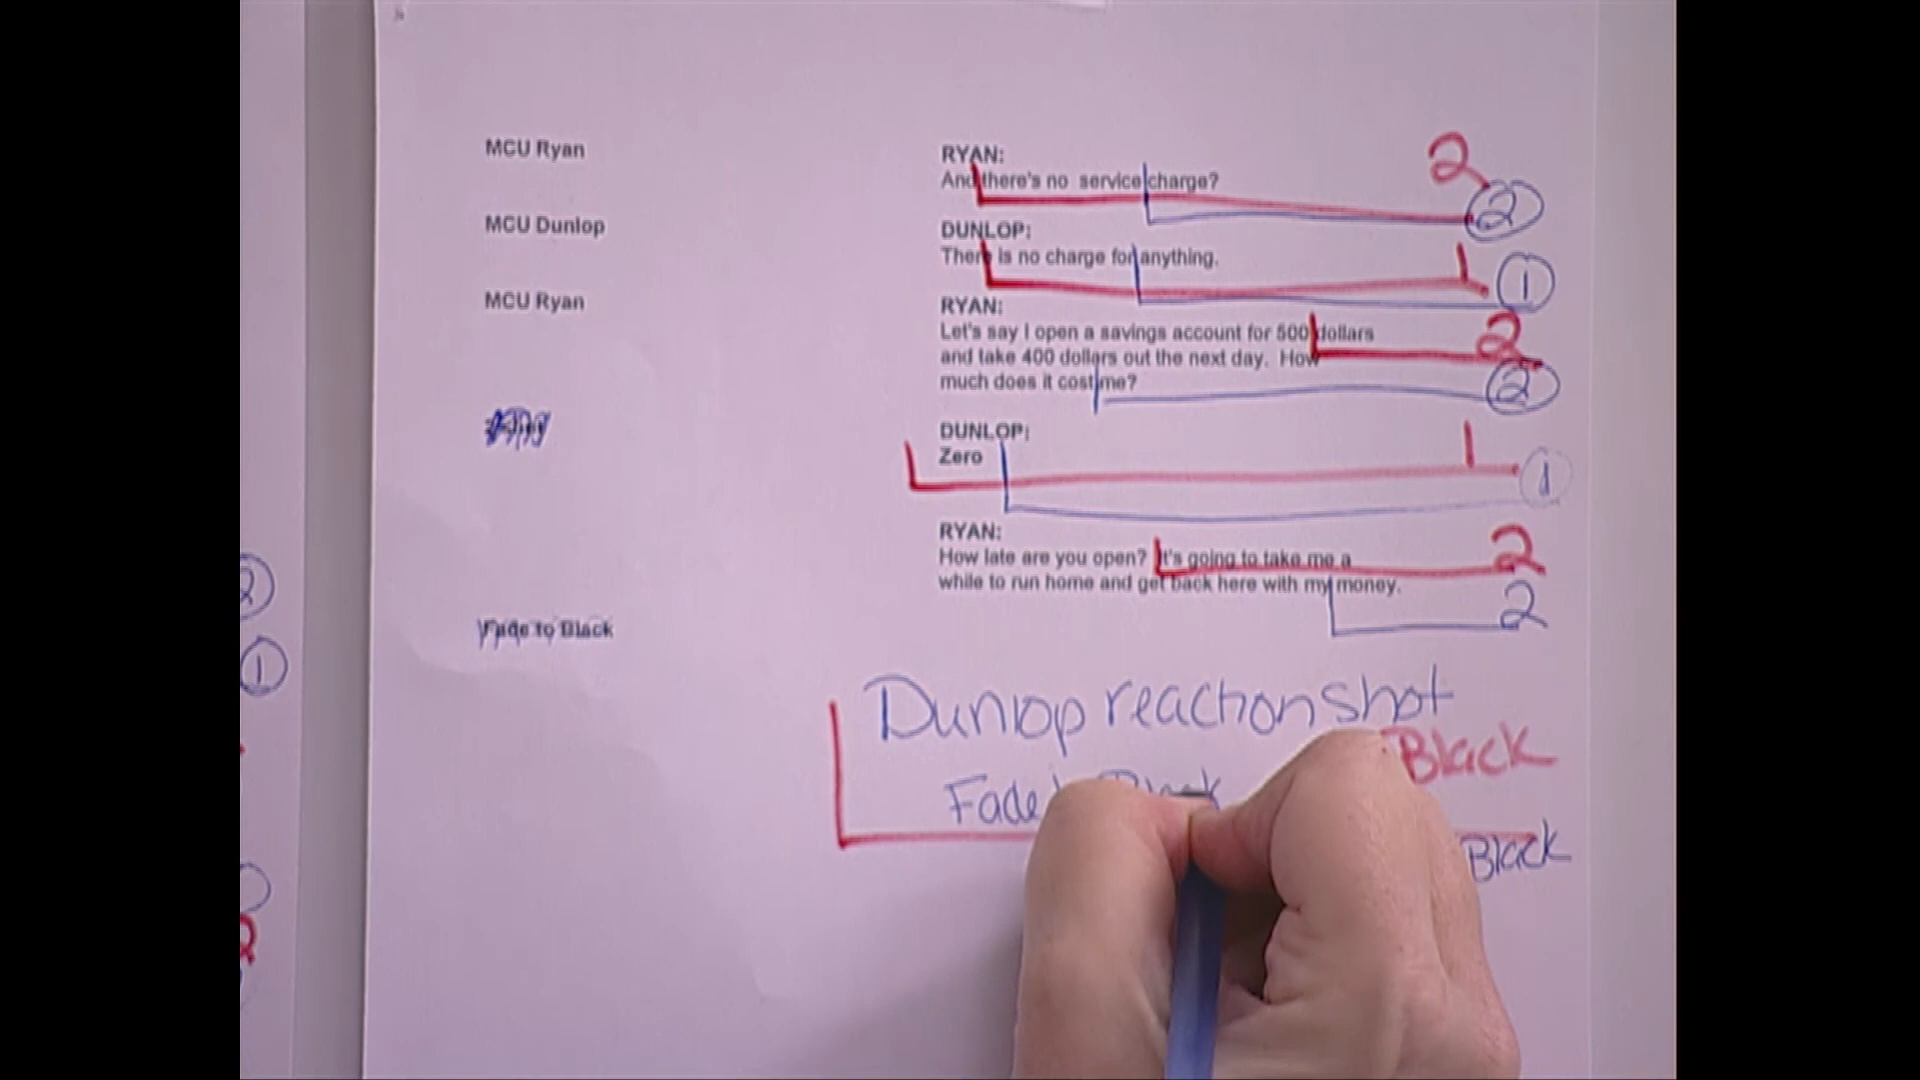 MCU Ryan
RYAN:
And there's no service charge?
2
2
MCU Dunlop
DUNLOP:
There is no charge for anything.
1
1
MCU Ryan
RYAN:
Let's say I open a savings account for 500 dollars
and take 400 dollars out the next day. How
much does it cost me?
2
2
DUNLOP:
Zero
1
1
RYAN:
How late are you open? It's going to take me a
while to run home and get back here with my money.
2
2
Fade to Black
Dunlop reaction shot
Black
Fade
Black
2
1
2